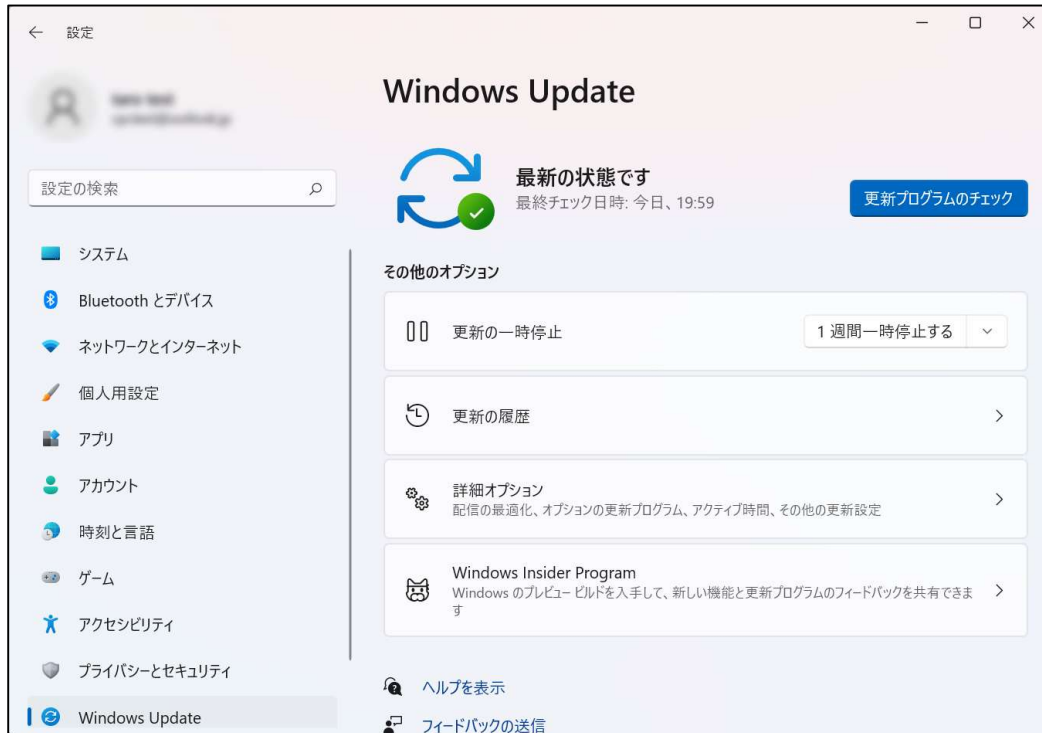 設定
設定の検索
システム
Bluetooth とデバイス
ネットワークとインターネット
個人用設定
アプリ
アカウント
時刻と言語
ゲーム
アクセシビリティ
プライバシーとセキュリティ
Windows Update
Windows Update
最新の状態です
最終チェック日時: 今日、19:59
更新プログラムのチェック
その他のオプション
更新の一時停止
1 週間一時停止する
更新の履歴
詳細オプション
配信の最適化、オプションの更新プログラム、アクティブ時間、その他の更新設定
Windows Insider Program
Windows のプレビュー ビルドを入手して、新しい機能と更新プログラムのフィードバックを共有できま
す
ヘルプを表示
フィードバックの送信